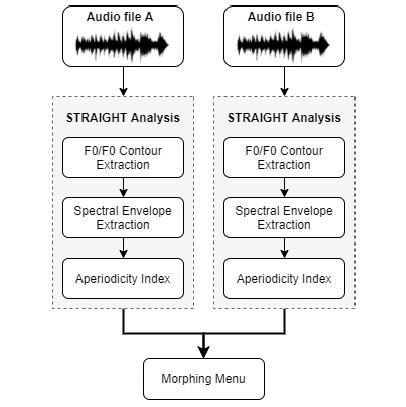 Audio file A
STRAIGHT Analysis
F0/F0 Contour
Extraction
Spectral Envelope
Extraction
Aperiodicity Index
Audio file B
STRAIGHT Analysis
F0/F0 Contour
Extraction
Spectral Envelope
Extraction
Aperiodicity Index
Morphing Menu